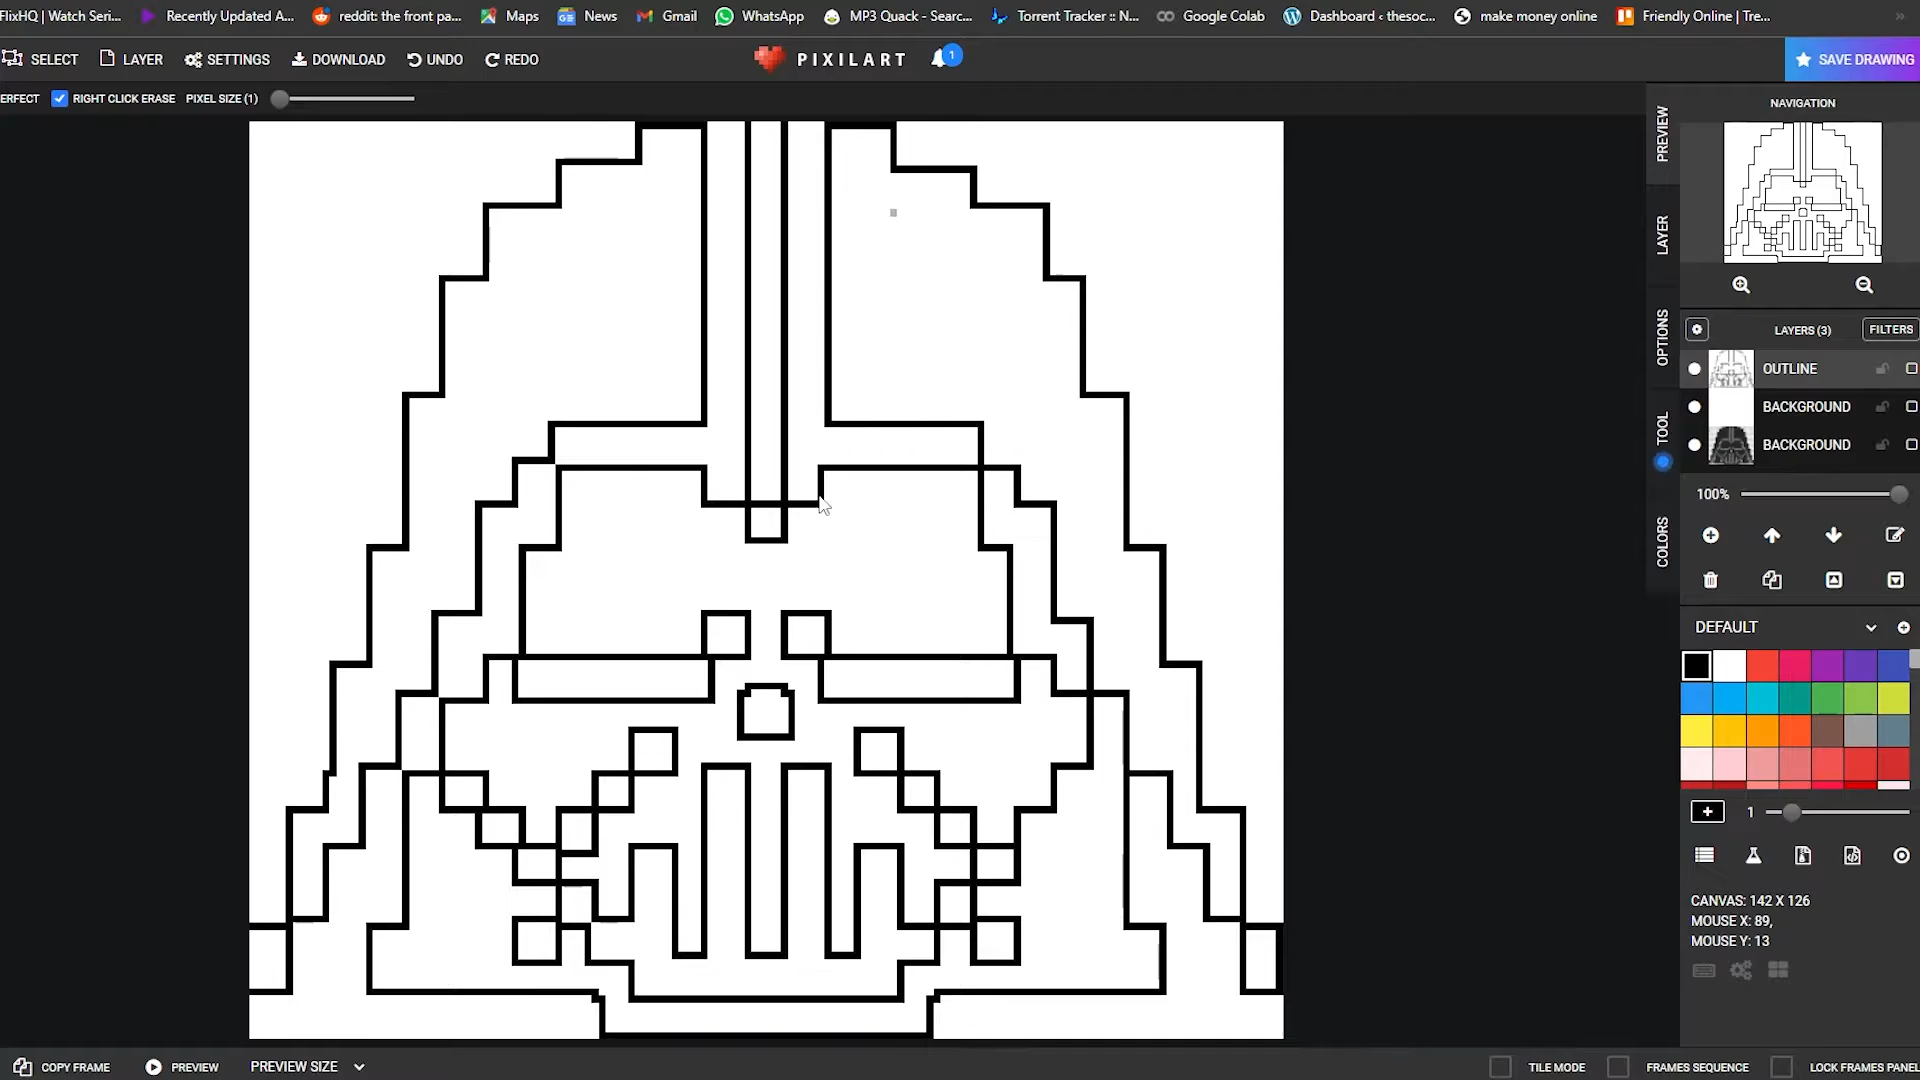 FlixHQ | Watch Seri... Recently Updated A... reddit: the front pa... Maps News Gmail WhatsApp MP3 Quack - Searc... Torrent Tracker :: N... Google Colab Dashboard ‹ thesoc... make money online Friendly Online | Tre... »
SELECT LAYER SETTINGS DOWNLOAD UNDO REDO PIXILART 1 SAVE DRAWING
ERFECT RIGHT CLICK ERASE PIXEL SIZE (1)
NAVIGATION
PREVIEW
LAYER
OPTIONS
TOOL
COLORS
LAYERS (3) FILTERS
OUTLINE
BACKGROUND
BACKGROUND
100%
DEFAULT
1
CANVAS: 142 X 126
MOUSE X: 89,
MOUSE Y: 13
COPY FRAME PREVIEW PREVIEW SIZE TILE MODE FRAMES SEQUENCE LOCK FRAMES PANEL